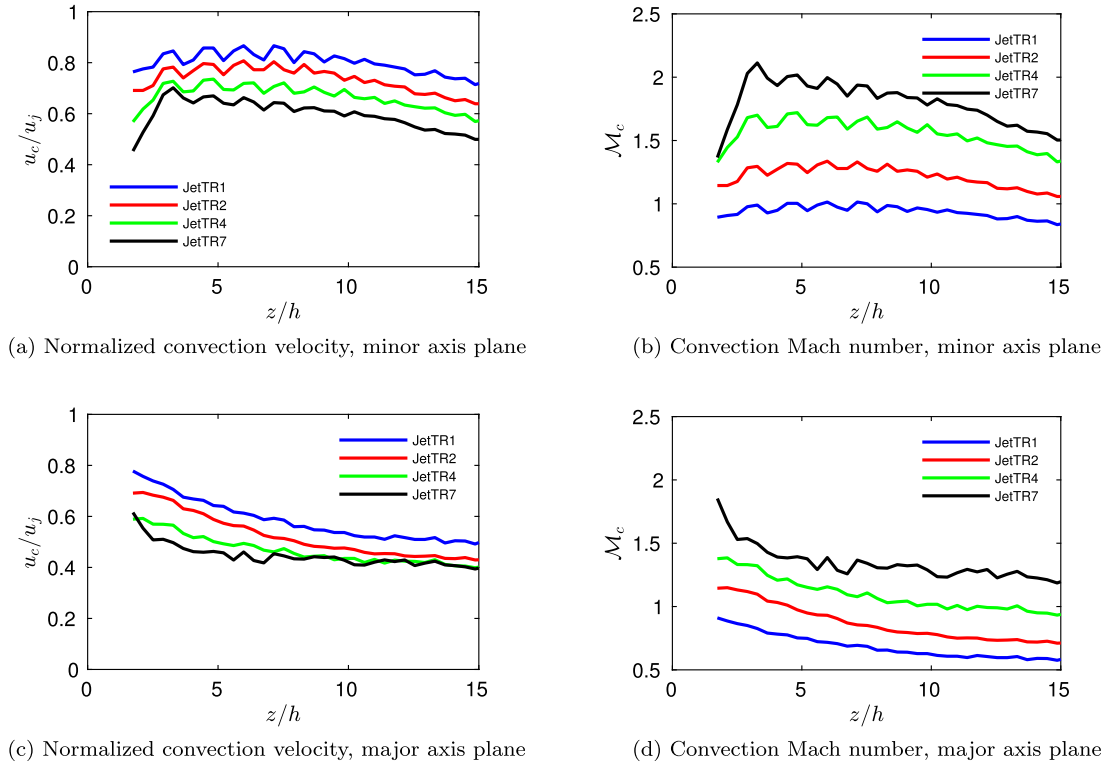 1
0.8
0.6
0.4
0.2
0
u_c/u_j
JetTR1
JetTR2
JetTR4
JetTR7
0 5 10 15
z/h
(a) Normalized convection velocity, minor axis plane
2.5
2
1.5
1
0.5
M_c
JetTR1
JetTR2
JetTR4
JetTR7
0 5 10 15
z/h
(b) Convection Mach number, minor axis plane
1
0.8
0.6
0.4
0.2
0
u_c/u_j
JetTR1
JetTR2
JetTR4
JetTR7
0 5 10 15
z/h
(c) Normalized convection velocity, major axis plane
2.5
2
1.5
1
0.5
M_c
JetTR1
JetTR2
JetTR4
JetTR7
0 5 10 15
z/h
(d) Convection Mach number, major axis plane